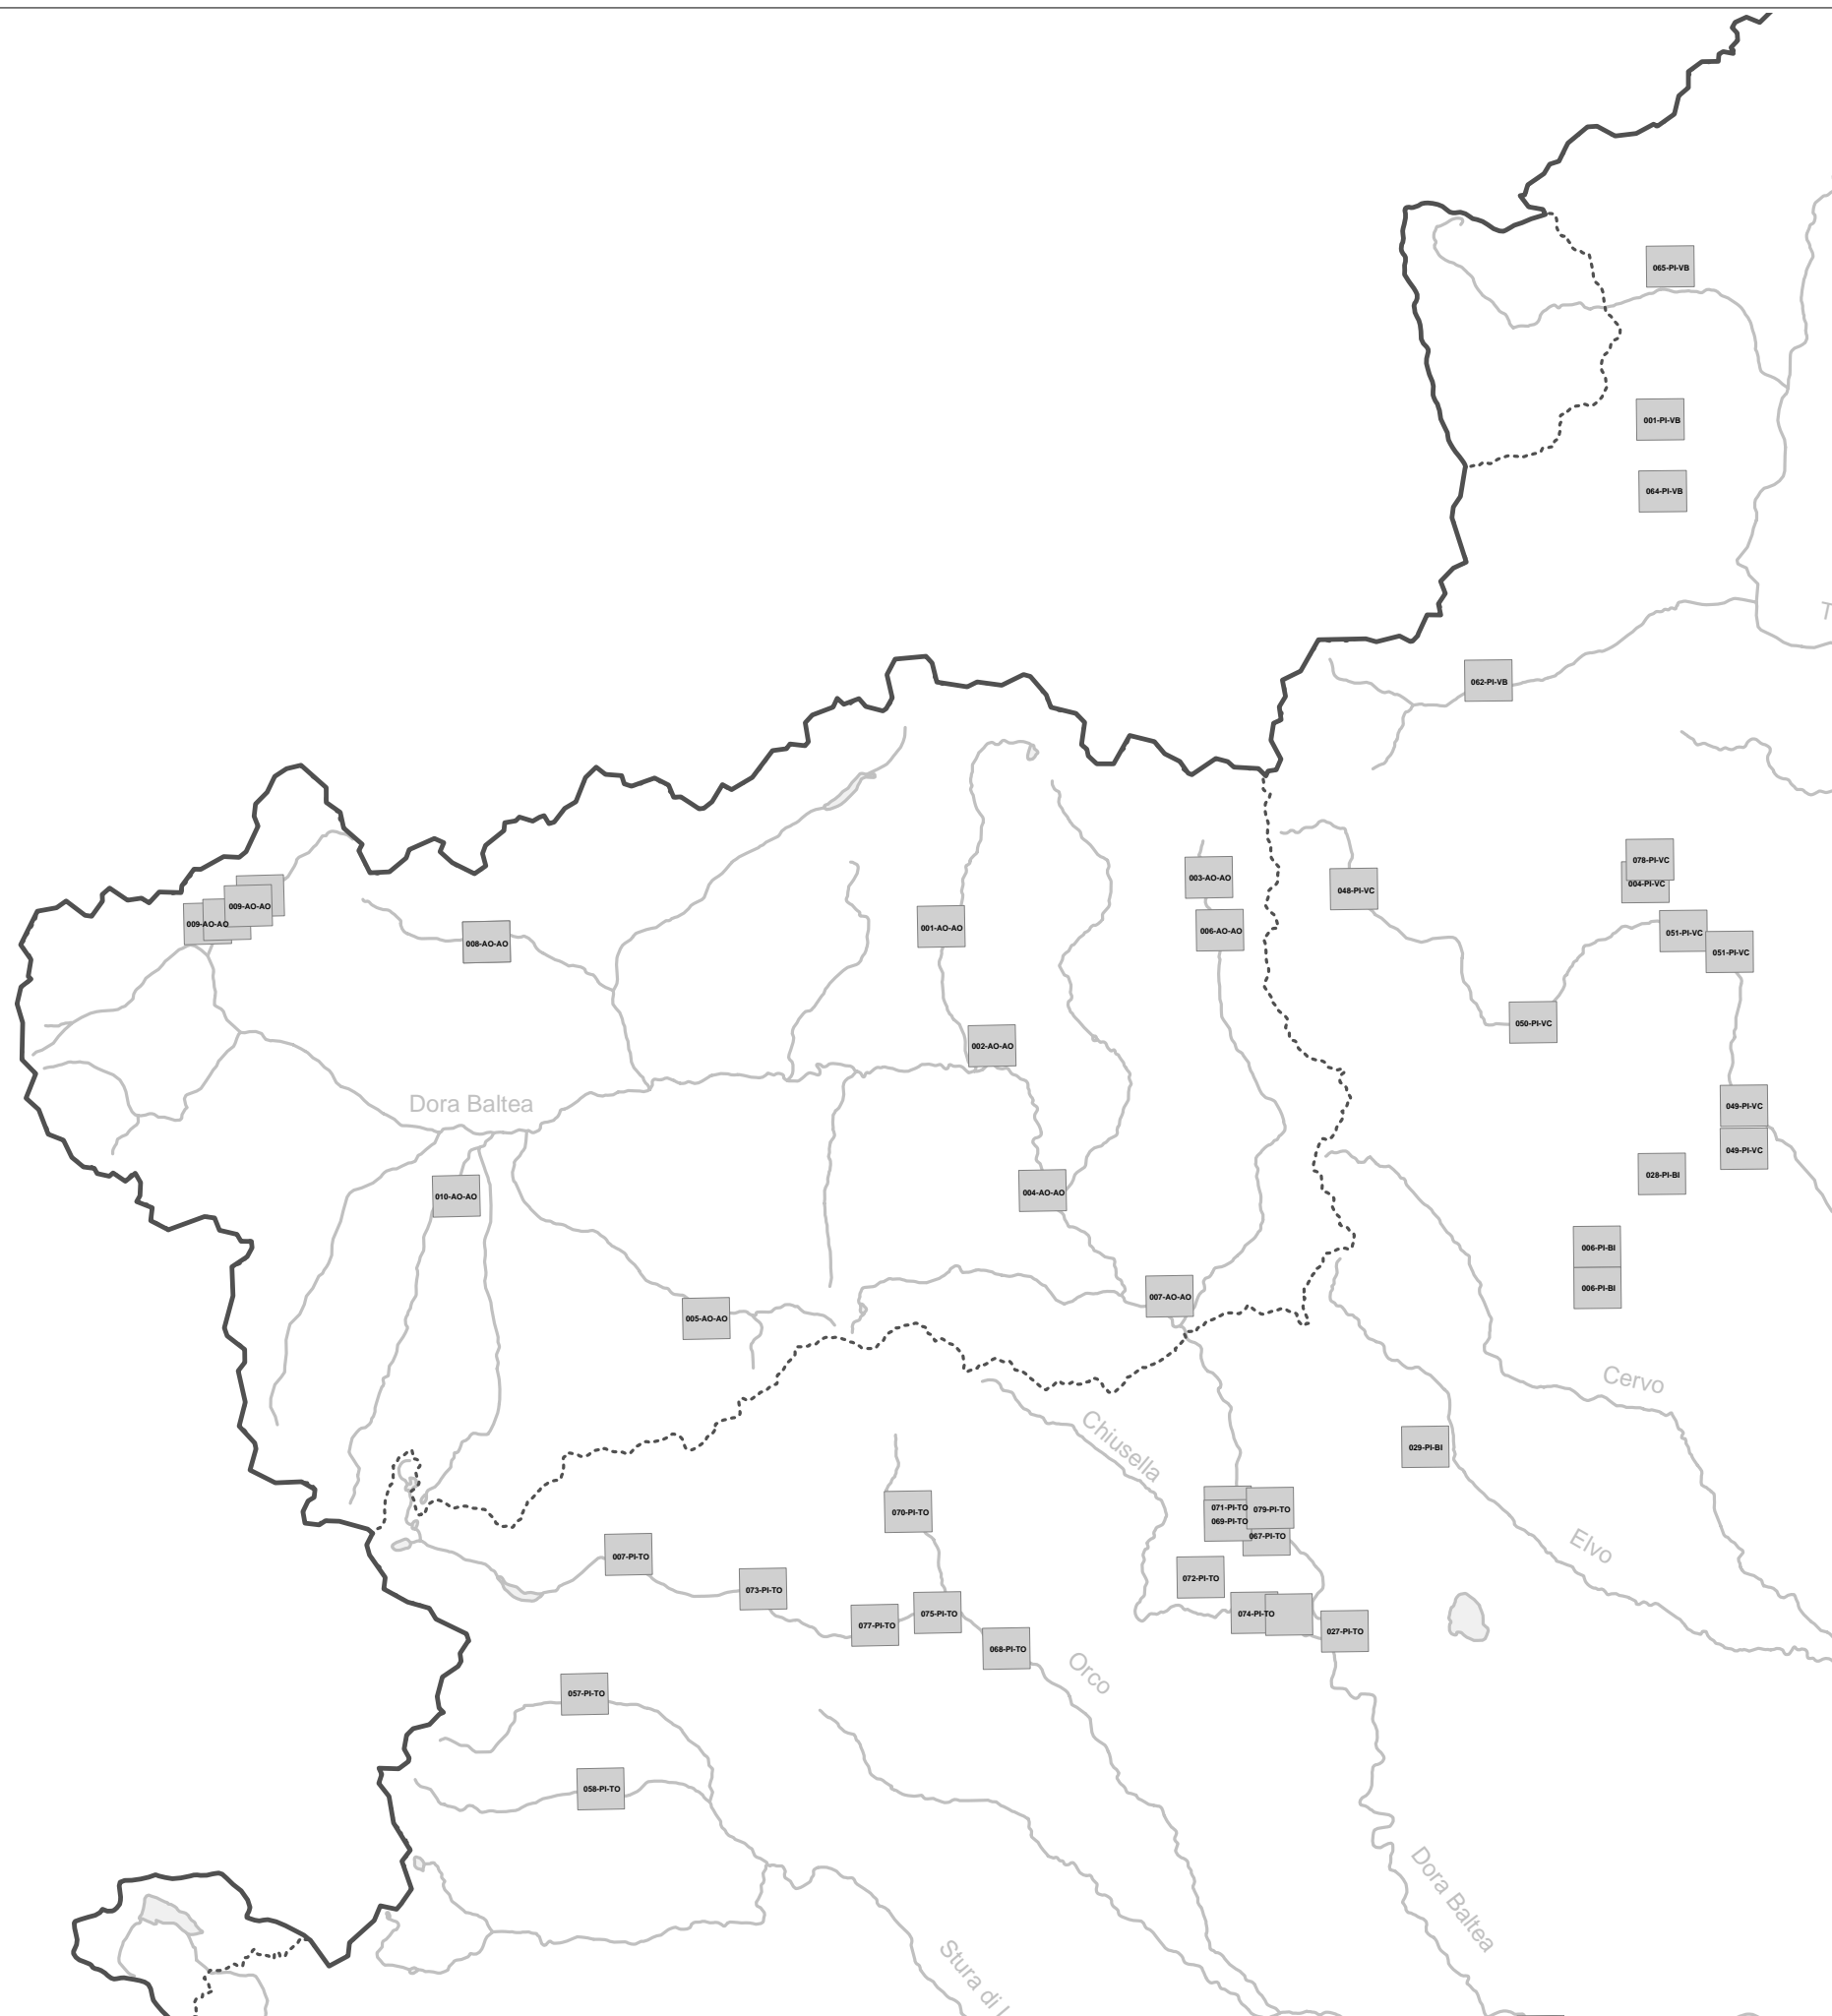 065-PI-VB
001-PI-VB
064-PI-VB
T
062-PI-VB
078-PI-VC
004-PI-VC
003-AO-AO
048-PI-VC
009-AO-AO
009-AO-AO
001-AO-AO
006-AO-AO
051-PI-VC
008-AO-AO
051-PI-VC
050-PI-VC
002-AO-AO
Dora Baltea
049-PI-VC
049-PI-VC
028-PI-BI
010-AO-AO
004-AO-AO
006-PI-BI
006-PI-BI
007-AO-AO
005-AO-AO
Cervo
Chiusella
029-PI-BI
070-PI-TO
071-PI-TO
079-PI-TO
069-PI-TO
067-PI-TO
Elvo
007-PI-TO
072-PI-TO
073-PI-TO
075-PI-TO
074-PI-TO
077-PI-TO
027-PI-TO
068-PI-TO
Orco
057-PI-TO
058-PI-TO
Dora Baltea
Stura di L